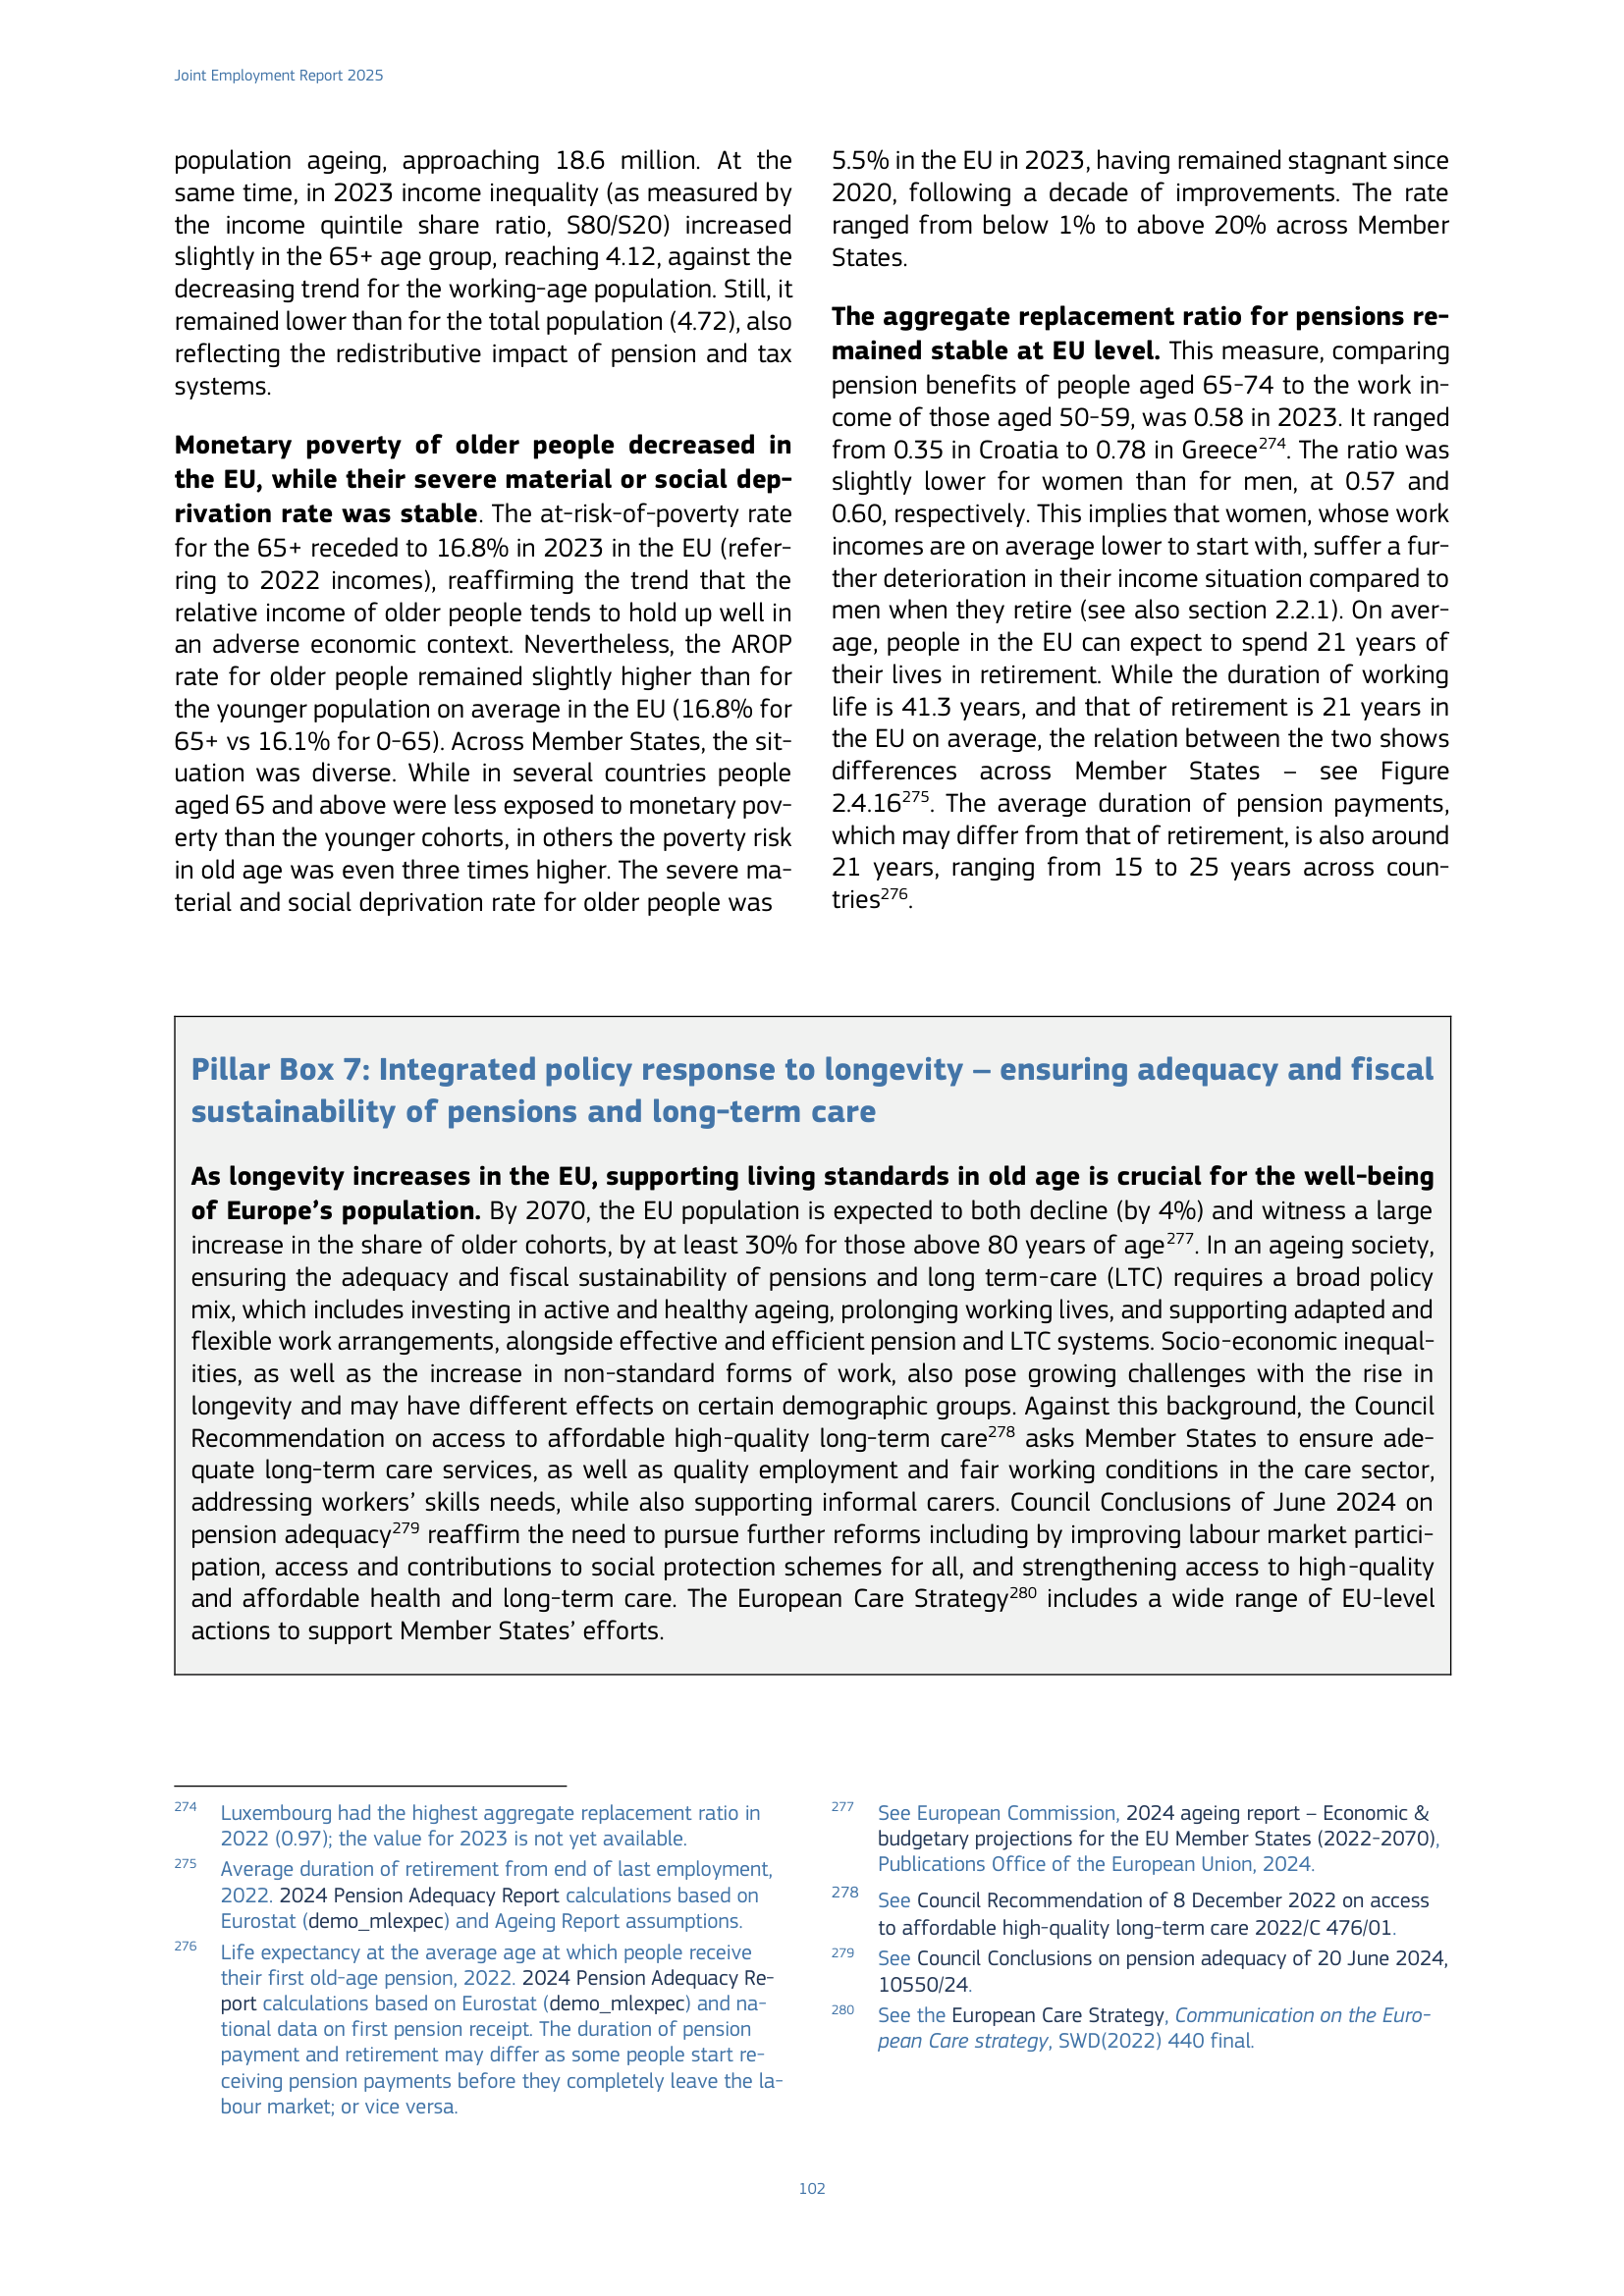 Joint Employment Report 2025
population ageing, approaching 18.6 million. At the
same time, in 2023 income inequality (as measured by
the income quintile share ratio, S80/S20) increased
slightly in the 65+ age group, reaching 4.12, against the
decreasing trend for the working-age population. Still, it
remained lower than for the total population (4.72), also
reflecting the redistributive impact of pension and tax
systems.
Monetary poverty of older people decreased in
the EU, while their severe material or social dep-
rivation rate was stable. The at-risk-of-poverty rate
for the 65+ receded to 16.8% in 2023 in the EU (refer-
ring to 2022 incomes), reaffirming the trend that the
relative income of older people tends to hold up well in
an adverse economic context. Nevertheless, the AROP
rate for older people remained slightly higher than for
the younger population on average in the EU (16.8% for
65+ vs 16.1% for 0-65). Across Member States, the sit-
uation was diverse. While in several countries people
aged 65 and above were less exposed to monetary pov-
erty than the younger cohorts, in others the poverty risk
in old age was even three times higher. The severe ma-
terial and social deprivation rate for older people was
5.5% in the EU in 2023, having remained stagnant since
2020, following a decade of improvements. The rate
ranged from below 1% to above 20% across Member
States.
The aggregate replacement ratio for pensions re-
mained stable at EU level. This measure, comparing
pension benefits of people aged 65-74 to the work in-
come of those aged 50-59, was 0.58 in 2023. It ranged
from 0.35 in Croatia to 0.78 in Greece274. The ratio was
slightly lower for women than for men, at 0.57 and
0.60, respectively. This implies that women, whose work
incomes are on average lower to start with, suffer a fur-
ther deterioration in their income situation compared to
men when they retire (see also section 2.2.1). On aver-
age, people in the EU can expect to spend 21 years of
their lives in retirement. While the duration of working
life is 41.3 years, and that of retirement is 21 years in
the EU on average, the relation between the two shows
differences across Member States – see Figure
2.4.16275. The average duration of pension payments,
which may differ from that of retirement, is also around
21 years, ranging from 15 to 25 years across coun-
tries276.
Pillar Box 7: Integrated policy response to longevity – ensuring adequacy and fiscal
sustainability of pensions and long-term care
As longevity increases in the EU, supporting living standards in old age is crucial for the well-being
of Europe’s population. By 2070, the EU population is expected to both decline (by 4%) and witness a large
increase in the share of older cohorts, by at least 30% for those above 80 years of age277. In an ageing society,
ensuring the adequacy and fiscal sustainability of pensions and long term-care (LTC) requires a broad policy
mix, which includes investing in active and healthy ageing, prolonging working lives, and supporting adapted and
flexible work arrangements, alongside effective and efficient pension and LTC systems. Socio-economic inequal-
ities, as well as the increase in non-standard forms of work, also pose growing challenges with the rise in
longevity and may have different effects on certain demographic groups. Against this background, the Council
Recommendation on access to affordable high-quality long-term care278 asks Member States to ensure ade-
quate long-term care services, as well as quality employment and fair working conditions in the care sector,
addressing workers’ skills needs, while also supporting informal carers. Council Conclusions of June 2024 on
pension adequacy279 reaffirm the need to pursue further reforms including by improving labour market partici-
pation, access and contributions to social protection schemes for all, and strengthening access to high-quality
and affordable health and long-term care. The European Care Strategy280 includes a wide range of EU-level
actions to support Member States’ efforts.
274 Luxembourg had the highest aggregate replacement ratio in
2022 (0.97); the value for 2023 is not yet available.
275 Average duration of retirement from end of last employment,
2022. 2024 Pension Adequacy Report calculations based on
Eurostat (demo_mlexpec) and Ageing Report assumptions.
276 Life expectancy at the average age at which people receive
their first old-age pension, 2022. 2024 Pension Adequacy Re-
port calculations based on Eurostat (demo_mlexpec) and na-
tional data on first pension receipt. The duration of pension
payment and retirement may differ as some people start re-
ceiving pension payments before they completely leave the la-
bour market; or vice versa.
277 See European Commission, 2024 ageing report – Economic &
budgetary projections for the EU Member States (2022-2070),
Publications Office of the European Union, 2024.
278 See Council Recommendation of 8 December 2022 on access
to affordable high-quality long-term care 2022/C 476/01.
279 See Council Conclusions on pension adequacy of 20 June 2024,
10550/24.
280 See the European Care Strategy, Communication on the Euro-
pean Care strategy, SWD(2022) 440 final.
102